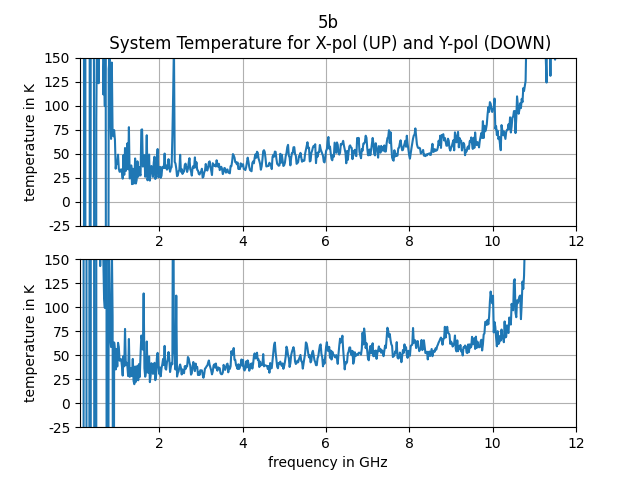 5b
System Temperature for X-pol (UP) and Y-pol (DOWN)
150
125
100
75
50
25
0
-25
temperature in K
2 4 6 8 10 12
150
125
100
75
50
25
0
-25
temperature in K
2 4 6 8 10 12
frequency in GHz